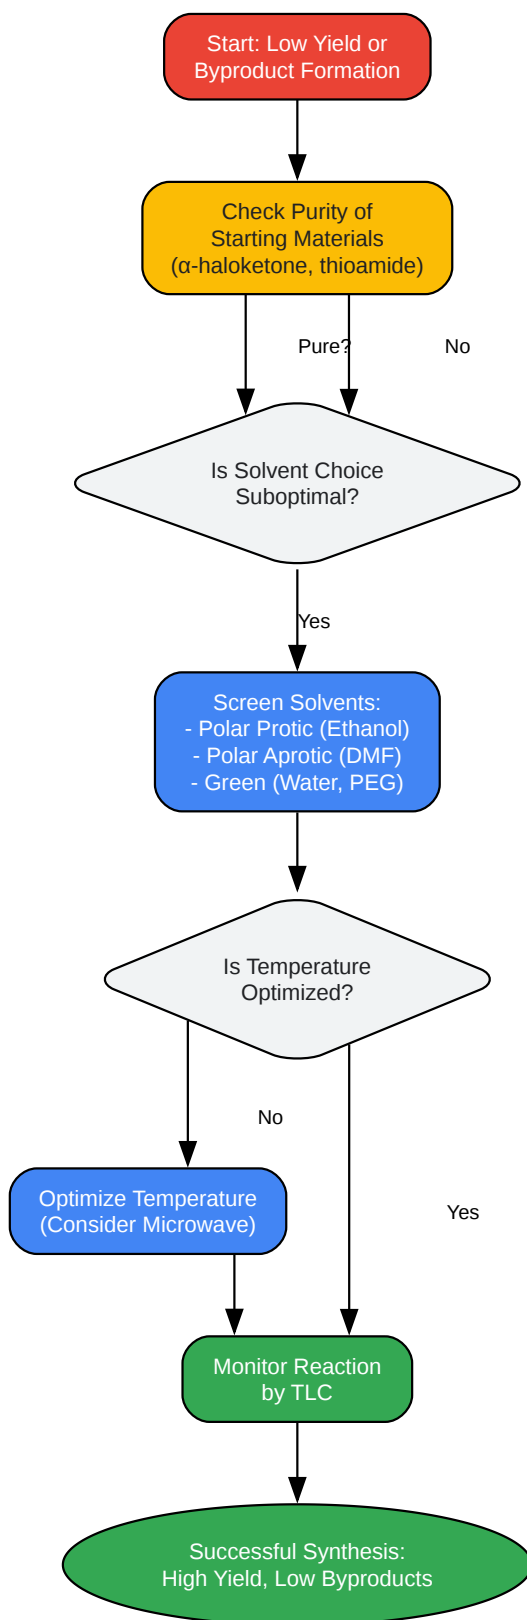 Start: Low Yield or
Byproduct Formation
Check Purity of
Starting Materials
(α-haloketone, thioamide)
Pure?
No
Is Solvent Choice
Suboptimal?
Yes
Screen Solvents:
- Polar Protic (Ethanol)
- Polar Aprotic (DMF)
- Green (Water, PEG)
Is Temperature
Optimized?
No
Optimize Temperature
(Consider Microwave)
Yes
Monitor Reaction
by TLC
Successful Synthesis:
High Yield, Low Byproducts